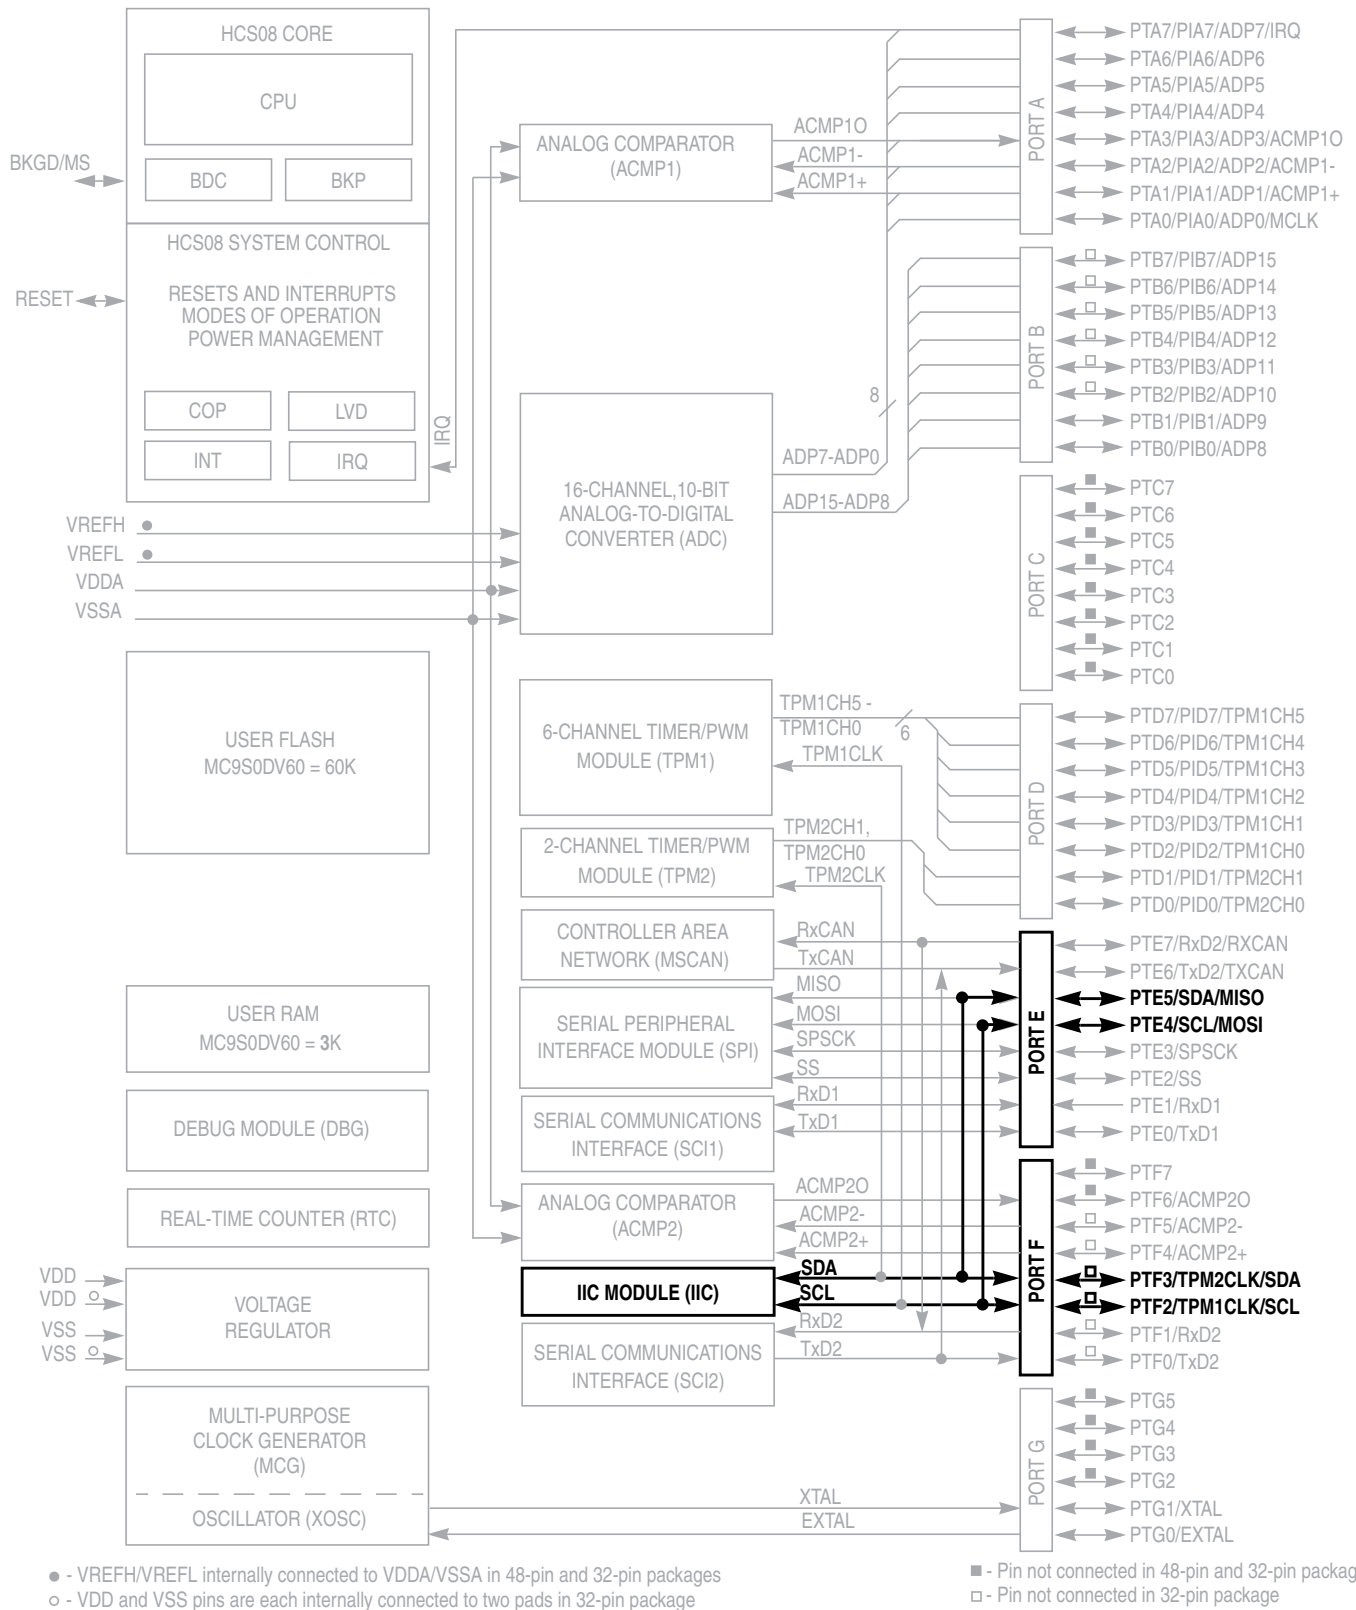 HCS08 CORE
CPU
BDC
BKP
BKGD/MS
HCS08 SYSTEM CONTROL
RESETS AND INTERRUPTS
MODES OF OPERATION
POWER MANAGEMENT
RESET
COP
LVD
INT
IRQ
IRQ
VREFH
VREFL
VDDA
VSSA
USER FLASH
MC9S0DV60 = 60K
USER RAM
MC9S0DV60 = 3K
DEBUG MODULE (DBG)
REAL-TIME COUNTER (RTC)
VDD
VDD
VSS
VSS
VOLTAGE
REGULATOR
MULTI-PURPOSE
CLOCK GENERATOR
(MCG)
OSCILLATOR (XOSC)
ANALOG COMPARATOR
(ACMP1)
ACMP1O
ACMP1-
ACMP1+
16-CHANNEL,10-BIT
ANALOG-TO-DIGITAL
CONVERTER (ADC)
8
ADP7-ADP0
ADP15-ADP8
6-CHANNEL TIMER/PWM
MODULE (TPM1)
TPM1CH5 -
TPM1CH0
6
TPM1CLK
2-CHANNEL TIMER/PWM
MODULE (TPM2)
TPM2CH1,
TPM2CH0
TPM2CLK
CONTROLLER AREA
NETWORK (MSCAN)
RxCAN
TxCAN
SERIAL PERIPHERAL
INTERFACE MODULE (SPI)
MISO
MOSI
SPSCK
SS
SERIAL COMMUNICATIONS
INTERFACE (SCI1)
RxD1
TxD1
ANALOG COMPARATOR
(ACMP2)
ACMP2O
ACMP2-
ACMP2+
IIC MODULE (IIC)
SDA
SCL
SERIAL COMMUNICATIONS
INTERFACE (SCI2)
RxD2
TxD2
XTAL
EXTAL
PORT A
PTA7/PIA7/ADP7/IRQ
PTA6/PIA6/ADP6
PTA5/PIA5/ADP5
PTA4/PIA4/ADP4
PTA3/PIA3/ADP3/ACMP1O
PTA2/PIA2/ADP2/ACMP1-
PTA1/PIA1/ADP1/ACMP1+
PTA0/PIA0/ADP0/MCLK
PORT B
PTB7/PIB7/ADP15
PTB6/PIB6/ADP14
PTB5/PIB5/ADP13
PTB4/PIB4/ADP12
PTB3/PIB3/ADP11
PTB2/PIB2/ADP10
PTB1/PIB1/ADP9
PTB0/PIB0/ADP8
PORT C
PTC7
PTC6
PTC5
PTC4
PTC3
PTC2
PTC1
PTC0
PORT D
PTD7/PID7/TPM1CH5
PTD6/PID6/TPM1CH4
PTD5/PID5/TPM1CH3
PTD4/PID4/TPM1CH2
PTD3/PID3/TPM1CH1
PTD2/PID2/TPM1CH0
PTD1/PID1/TPM2CH1
PTD0/PID0/TPM2CH0
PORT E
PTE7/RxD2/RXCAN
PTE6/TxD2/TXCAN
PTE5/SDA/MISO
PTE4/SCL/MOSI
PTE3/SPSCK
PTE2/SS
PTE1/RxD1
PTE0/TxD1
PORT F
PTF7
PTF6/ACMP2O
PTF5/ACMP2-
PTF4/ACMP2+
PTF3/TPM2CLK/SDA
PTF2/TPM1CLK/SCL
PTF1/RxD2
PTF0/TxD2
PORT G
PTG5
PTG4
PTG3
PTG2
PTG1/XTAL
PTG0/EXTAL
● - VREFH/VREFL internally connected to VDDA/VSSA in 48-pin and 32-pin packages
○ - VDD and VSS pins are each internally connected to two pads in 32-pin package
■ - Pin not connected in 48-pin and 32-pin packag
□ - Pin not connected in 32-pin package